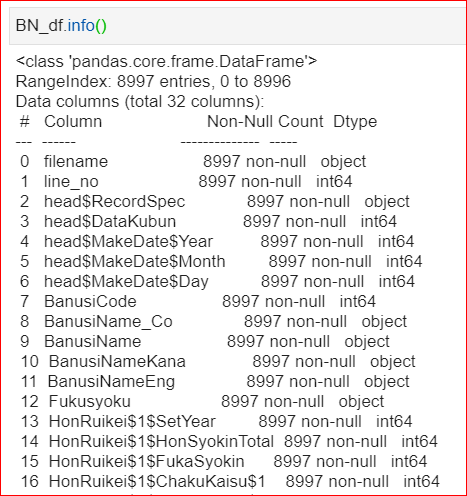 BN_df.info()
<class 'pandas.core.frame.DataFrame'>
RangeIndex: 8997 entries, 0 to 8996
Data columns (total 32 columns):
# Column Non-Null Count Dtype
--- ------ -------------- -----
0 filename 8997 non-null object
1 line_no 8997 non-null int64
2 head$RecordSpec 8997 non-null object
3 head$DataKubun 8997 non-null int64
4 head$MakeDate$Year 8997 non-null int64
5 head$MakeDate$Month 8997 non-null int64
6 head$MakeDate$Day 8997 non-null int64
7 BanusiCode 8997 non-null int64
8 BanusiName_Co 8997 non-null object
9 BanusiName 8997 non-null object
10 BanusiNameKana 8997 non-null object
11 BanusiNameEng 8997 non-null object
12 Fukusyoku 8997 non-null object
13 HonRuikei$1$SetYear 8997 non-null int64
14 HonRuikei$1$HonSyokinTotal 8997 non-null int64
15 HonRuikei$1$FukaSyokin 8997 non-null int64
16 HonRuikei$1$ChakuKaisu$1 8997 non-null int64